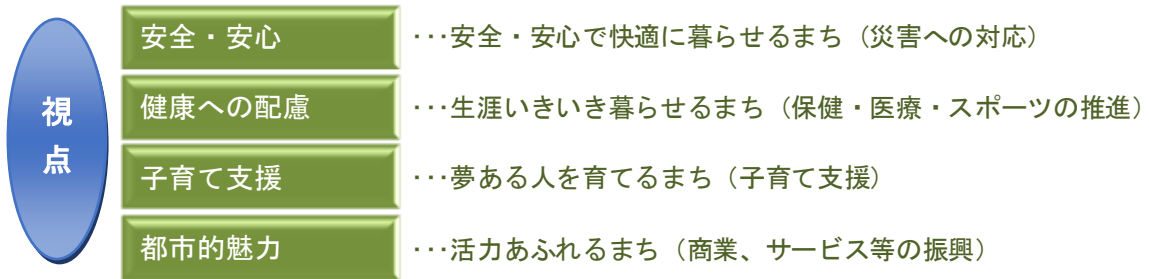 視点
安全・安心 ･･･安全・安心で快適に暮らせるまち（災害への対応）
健康への配慮 ･･･生涯いきいき暮らせるまち（保健・医療・スポーツの推進）
子育て支援 ･･･夢ある人を育てるまち（子育て支援）
都市的魅力 ･･･活力あふれるまち（商業、サービス等の振興）